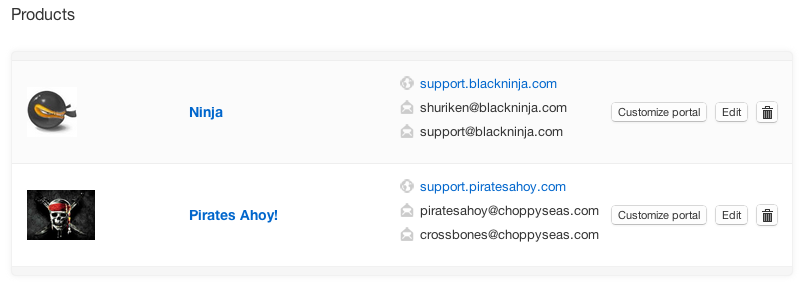 Products
Ninja
support.blackninja.com
shuriken@blackninja.com
support@blackninja.com
Customize portal
Edit
Pirates Ahoy!
support.piratesahoy.com
piratesahoy@choppyseas.com
crossbones@choppyseas.com
Customize portal
Edit